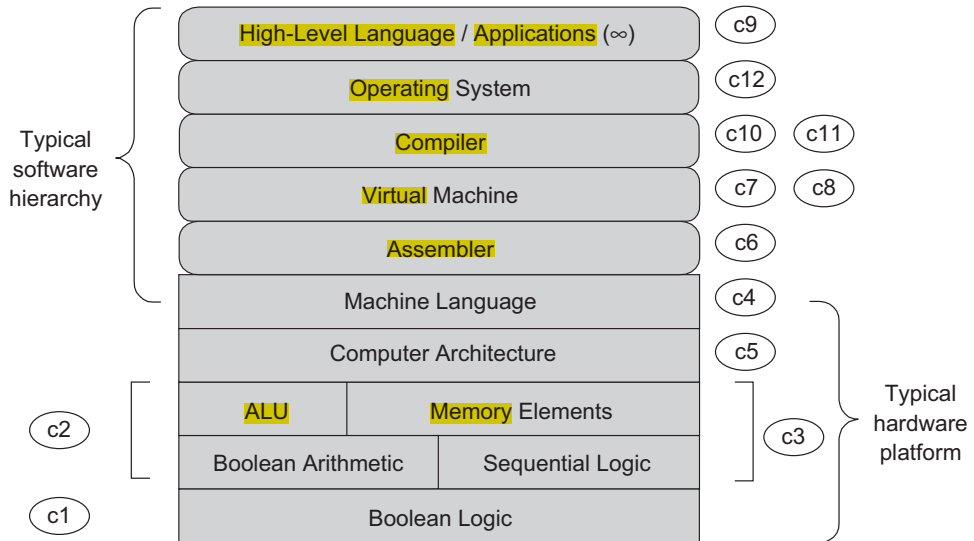 High-Level Language / Applications (∞)
c9
Operating System
c12
Typical
software
hierarchy
Compiler
c10
c11
Virtual Machine
c7
c8
Assembler
c6
Machine Language
c4
Computer Architecture
c5
ALU
Memory Elements
c2
c3
Typical
hardware
platform
Boolean Arithmetic
Sequential Logic
c1
Boolean Logic